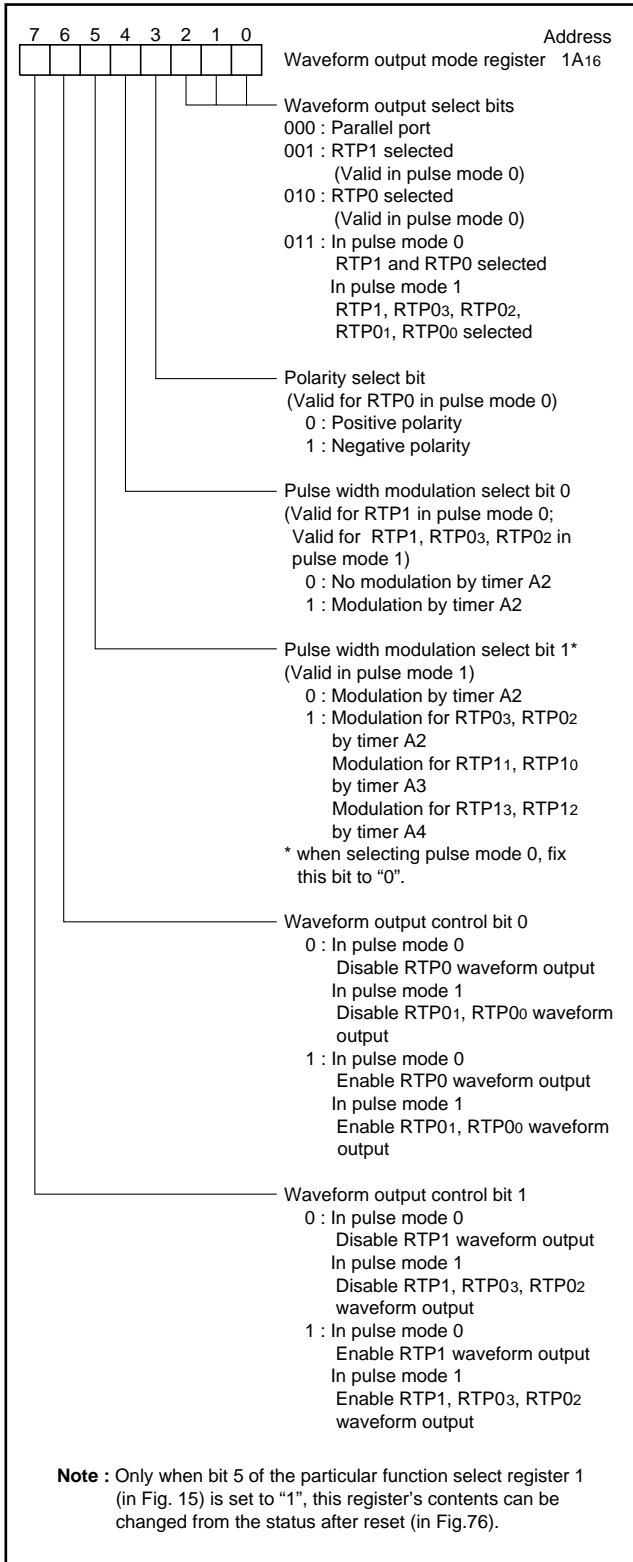 7 6 5 4 3 2 1 0 Address
Waveform output mode register 1A16
Waveform output select bits
000 : Parallel port
001 : RTP1 selected
(Valid in pulse mode 0)
010 : RTP0 selected
(Valid in pulse mode 0)
011 : In pulse mode 0
RTP1 and RTP0 selected
In pulse mode 1
RTP1, RTP03, RTP02,
RTP01, RTP00 selected
Polarity select bit
(Valid for RTP0 in pulse mode 0)
0 : Positive polarity
1 : Negative polarity
Pulse width modulation select bit 0
(Valid for RTP1 in pulse mode 0;
Valid for RTP1, RTP03, RTP02 in
pulse mode 1)
0 : No modulation by timer A2
1 : Modulation by timer A2
Pulse width modulation select bit 1*
(Valid in pulse mode 1)
0 : Modulation by timer A2
1 : Modulation for RTP03, RTP02
by timer A2
Modulation for RTP11, RTP10
by timer A3
Modulation for RTP13, RTP12
by timer A4
* when selecting pulse mode 0, fix
this bit to “0”.
Waveform output control bit 0
0 : In pulse mode 0
Disable RTP0 waveform output
In pulse mode 1
Disable RTP01, RTP00 waveform
output
1 : In pulse mode 0
Enable RTP0 waveform output
In pulse mode 1
Enable RTP01, RTP00 waveform
output
Waveform output control bit 1
0 : In pulse mode 0
Disable RTP1 waveform output
In pulse mode 1
Disable RTP1, RTP03, RTP02
waveform output
1 : In pulse mode 0
Enable RTP1 waveform output
In pulse mode 1
Enable RTP1, RTP03, RTP02
waveform output
Note : Only when bit 5 of the particular function select register 1
(in Fig. 15) is set to “1”, this register’s contents can be
changed from the status after reset (in Fig.76).